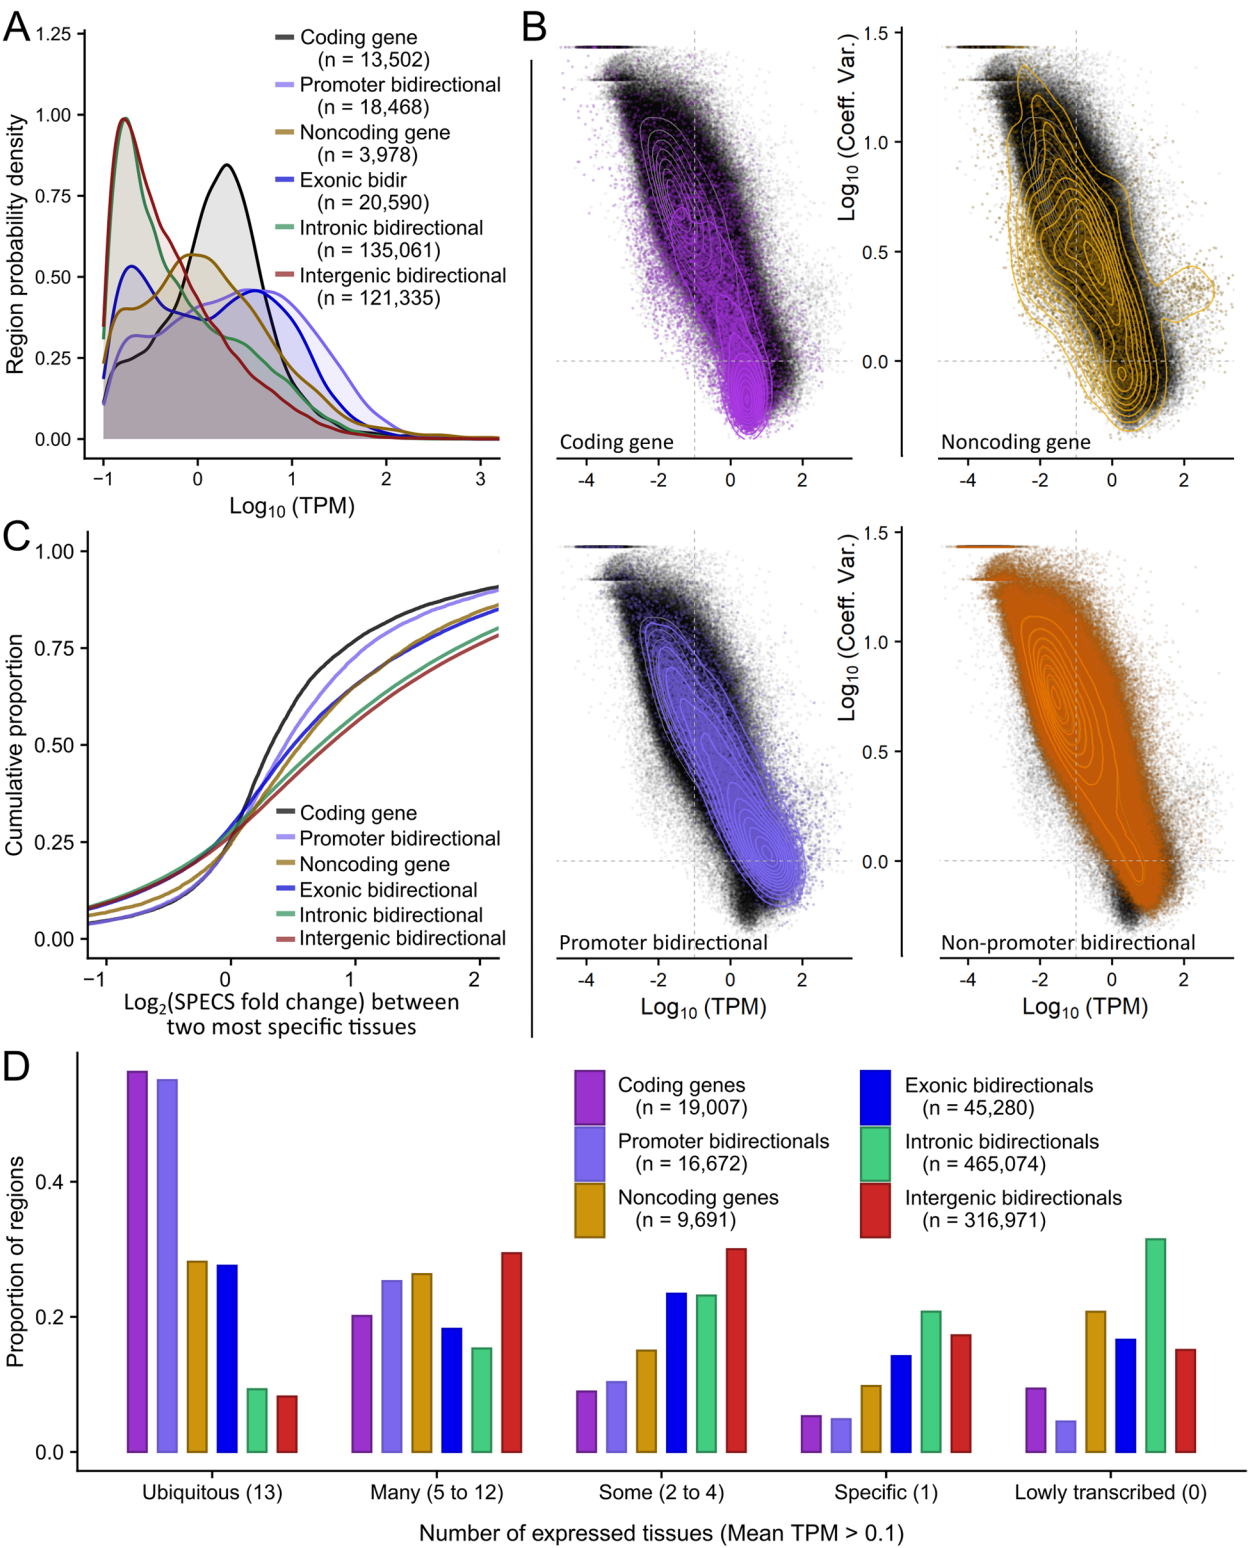 A
1.25
1.00
0.75
0.50
0.25
0.00
Region probability density
−1 0 1 2 3
Log10 (TPM)
Coding gene
(n = 13,502)
Promoter bidirectional
(n = 18,468)
Noncoding gene
(n = 3,978)
Exonic bidir
(n = 20,590)
Intronic bidirectional
(n = 135,061)
Intergenic bidirectional
(n = 121,335)
B
Coding gene
-4 -2 0 2
1.5
1.0
0.5
0.0
Log10 (Coeff. Var.)
Noncoding gene
-4 -2 0 2
Promoter bidirectional
-4 -2 0 2
Log10 (TPM)
1.5
1.0
0.5
0.0
Log10 (Coeff. Var.)
Non-promoter bidirectional
-4 -2 0 2
Log10 (TPM)
C
1.00
0.75
0.50
0.25
0.00
Cumulative proportion
−1 0 1 2
Log2(SPECS fold change) between
two most specific tissues
Coding gene
Promoter bidirectional
Noncoding gene
Exonic bidirectional
Intronic bidirectional
Intergenic bidirectional
D
0.4
0.2
0.0
Proportion of regions
Coding genes
(n = 19,007)
Promoter bidirectionals
(n = 16,672)
Noncoding genes
(n = 9,691)
Exonic bidirectionals
(n = 45,280)
Intronic bidirectionals
(n = 465,074)
Intergenic bidirectionals
(n = 316,971)
Ubiquitous (13) Many (5 to 12) Some (2 to 4) Specific (1) Lowly transcribed (0)
Number of expressed tissues (Mean TPM > 0.1)